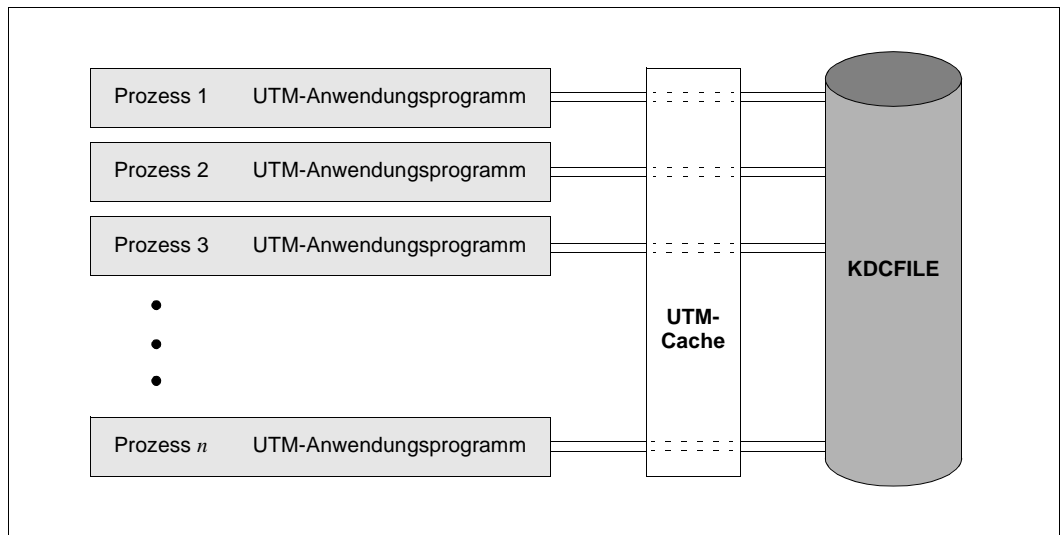 Prozess 1 UTM-Anwendungsprogramm
Prozess 2 UTM-Anwendungsprogramm
Prozess 3 UTM-Anwendungsprogramm
KDCFILE
UTM-
Cache
Prozess n UTM-Anwendungsprogramm